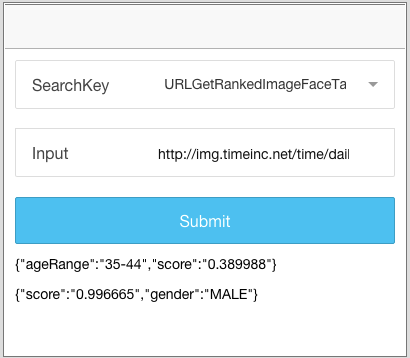 SearchKey URLGetRankedImageFaceTa
Input http://img.timeinc.net/time/dail
Submit
{"ageRange":"35-44","score":"0.389988"}
{"score":"0.996665","gender":"MALE"}